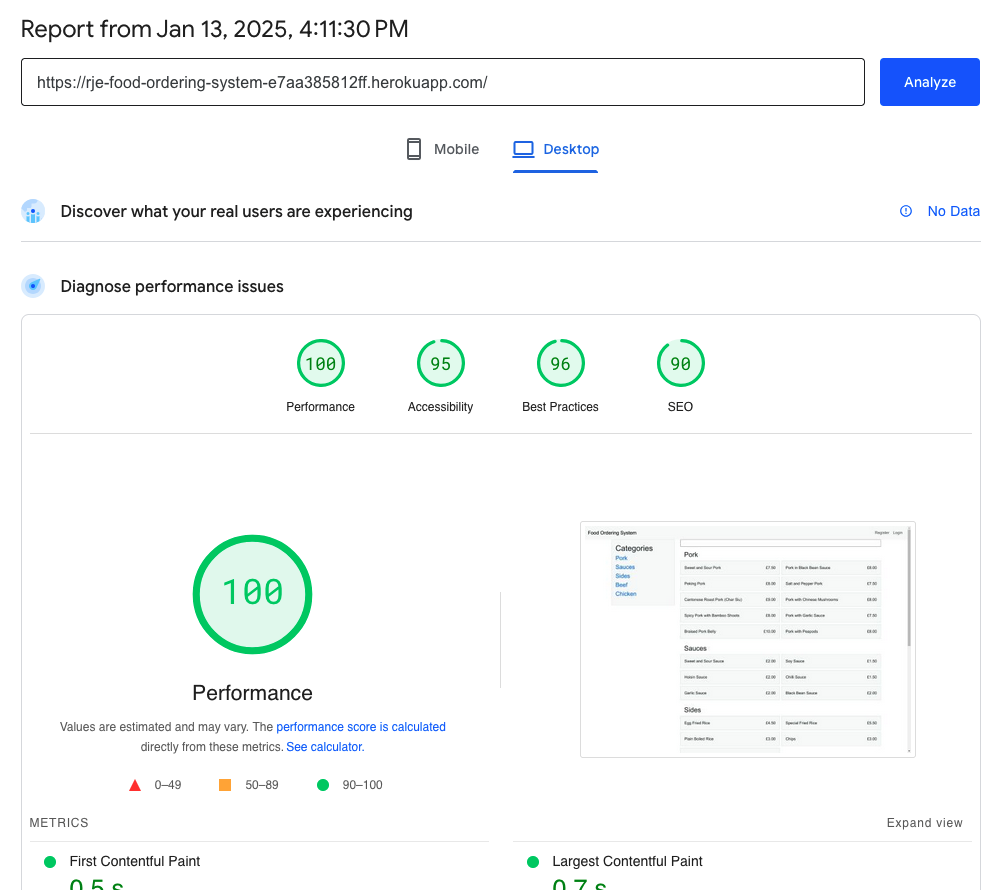 Report from Jan 13, 2025, 4:11:30 PM
https://rje-food-ordering-system-e7aa385812ff.herokuapp.com/
Analyze
Mobile
Desktop
Discover what your real users are experiencing
No Data
Diagnose performance issues
100
95
96
90
Performance
Accessibility
Best Practices
SEO
100
Performance
Values are estimated and may vary. The performance score is calculated
directly from these metrics. See calculator.
0–49
50–89
90–100
Food Ordering System
Register Login
Categories
Pork
Sauces
Sides
Beef
Chicken
Pork
Sweet and Sour Pork £7.50 Pork in Black Bean Sauce £8.00
Peking Pork £8.00 Salt and Pepper Pork £7.50
Cantonese Roast Pork (Char Siu) £8.00 Pork with Chinese Mushrooms £8.00
Spicy Pork with Bamboo Shoots £8.00 Pork with Garlic Sauce £7.50
Braised Pork Belly £10.00 Pork with Peapods £8.00
Sauces
Sweet and Sour Sauce £2.00 Soy Sauce £1.50
Hoisin Sauce £2.00 Chilli Sauce £1.50
Garlic Sauce £2.00 Black Bean Sauce £2.00
Sides
Egg Fried Rice £4.50 Special Fried Rice £5.50
Plain Boiled Rice £3.00 Chips £3.00
METRICS
Expand view
First Contentful Paint
0.5 s
Largest Contentful Paint
0.7 s